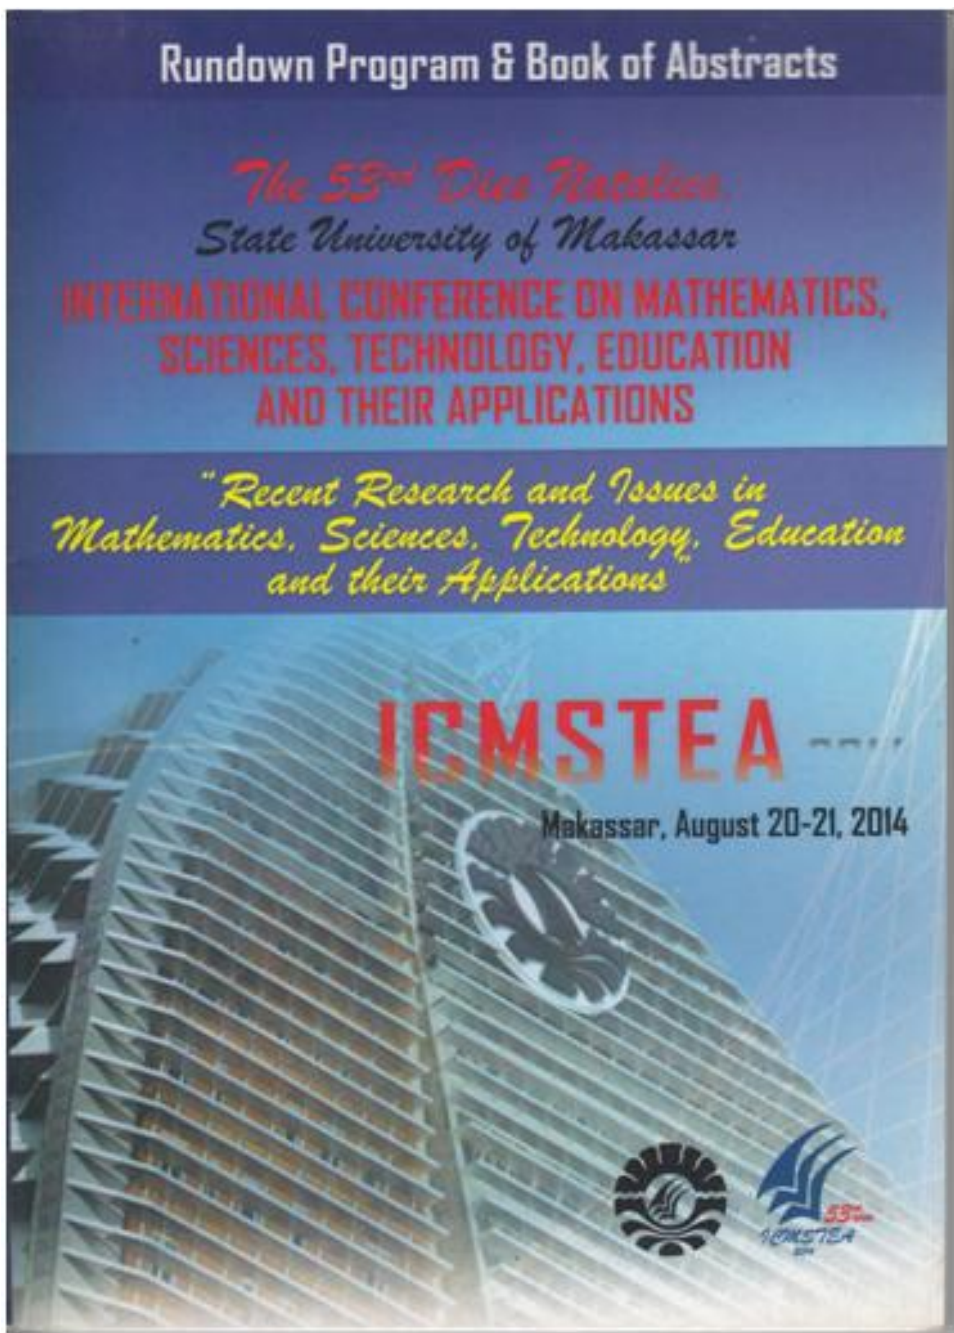 Rundown Program & Book of Abstracts
The 53rd Dies Natalies,
State University of Makassar
INTERNATIONAL CONFERENCE ON MATHEMATICS,
SCIENCES, TECHNOLOGY, EDUCATION
AND THEIR APPLICATIONS
"Recent Research and Issues in
Mathematics, Sciences, Technology, Education
and their Applications"
ICMSTEA
Makassar, August 20-21, 2014
53rd
ICMSTEA
2014